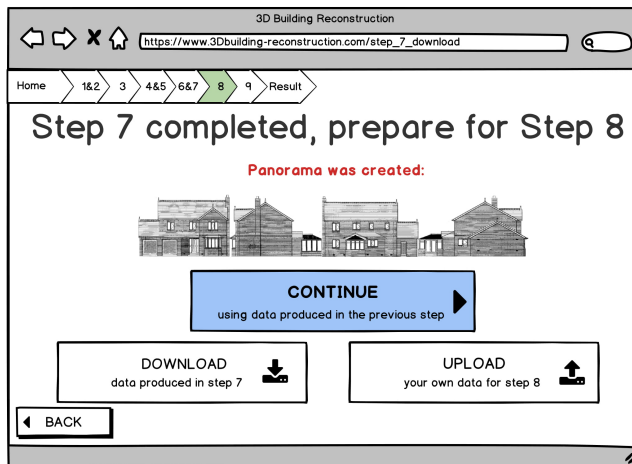 3D Building Reconstruction
https://www.3Dbuilding-reconstruction.com/step_7_download
Home 1&2 3 4&5 6&7 8 9 Result
Step 7 completed, prepare for Step 8
Panorama was created:
CONTINUE
using data produced in the previous step
DOWNLOAD
data produced in step 7
UPLOAD
your own data for step 8
BACK